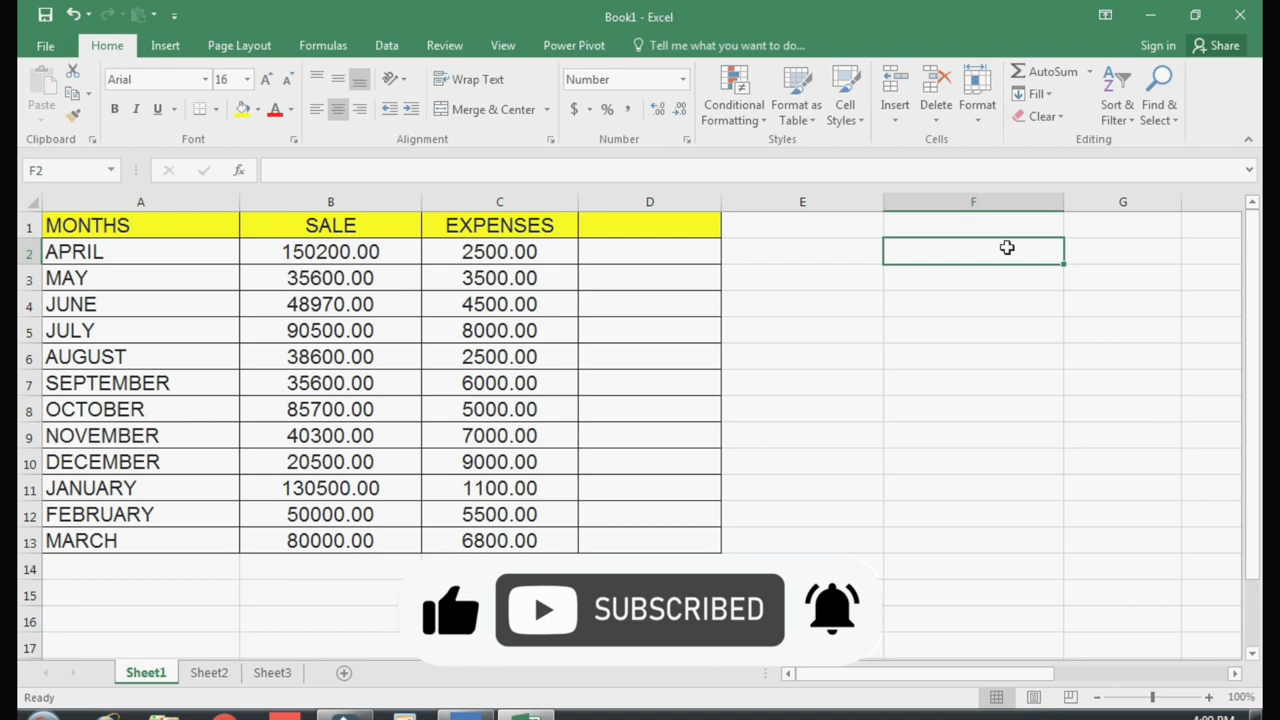 Book1 - Excel
File Home Insert Page Layout Formulas Data Review View Power Pivot Tell me what you want to do... Sign in Share
Paste
Clipboard
Arial 16
B I U
Font
Wrap Text
Merge & Center
Alignment
Number
$ % ,
Number
Conditional Formatting
Format as Table
Cell Styles
Styles
Insert
Delete
Format
Cells
AutoSum
Fill
Clear
Sort & Filter
Find & Select
Editing
F2 fx
A B C D E F G
1 MONTHS SALE EXPENSES
2 APRIL 150200.00 2500.00
3 MAY 35600.00 3500.00
4 JUNE 48970.00 4500.00
5 JULY 90500.00 8000.00
6 AUGUST 38600.00 2500.00
7 SEPTEMBER 35600.00 6000.00
8 OCTOBER 85700.00 5000.00
9 NOVEMBER 40300.00 7000.00
10 DECEMBER 20500.00 9000.00
11 JANUARY 130500.00 1100.00
12 FEBRUARY 50000.00 5500.00
13 MARCH 80000.00 6800.00
14
15
16
17
SUBSCRIBED
Sheet1 Sheet2 Sheet3
Ready 100%